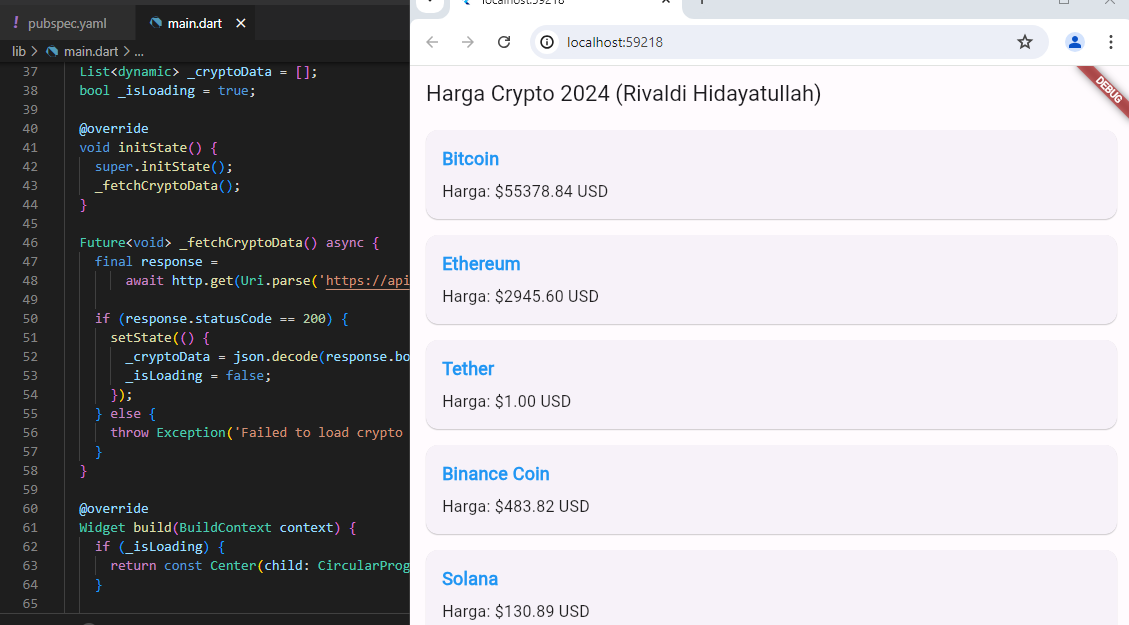 ! pubspec.yaml
main.dart ×
lib > main.dart > ...
37 List<dynamic> _cryptoData = [];
38 bool _isLoading = true;
39
40 @override
41 void initState() {
42 super.initState();
43 _fetchCryptoData();
44 }
45
46 Future<void> _fetchCryptoData() async {
47 final response =
48 await http.get(Uri.parse('https://api
49
50 if (response.statusCode == 200) {
51 setState(() {
52 _cryptoData = json.decode(response.bo
53 _isLoading = false;
54 });
55 } else {
56 throw Exception('Failed to load crypto
57 }
58 }
59
60 @override
61 Widget build(BuildContext context) {
62 if (_isLoading) {
63 return const Center(child: CircularProg
64 }
65
localhost:59218
localhost:59218
DEBUG
Harga Crypto 2024 (Rivaldi Hidayatullah)
Bitcoin
Harga: $55378.84 USD
Ethereum
Harga: $2945.60 USD
Tether
Harga: $1.00 USD
Binance Coin
Harga: $483.82 USD
Solana
Harga: $130.89 USD